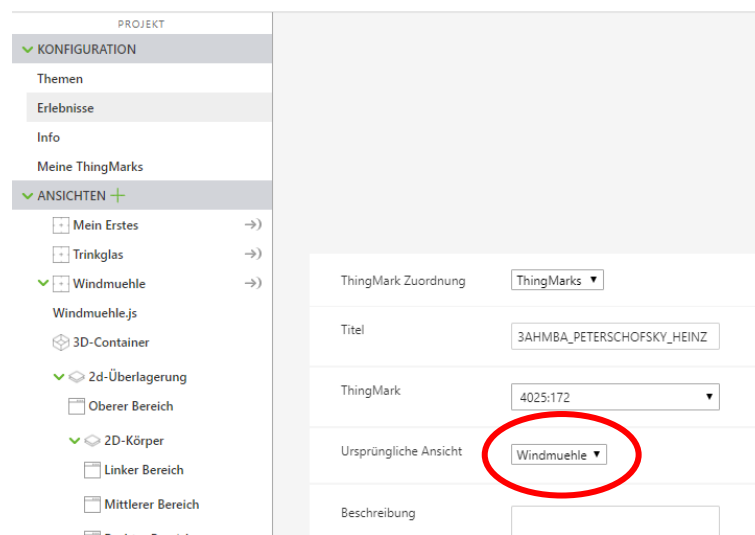 PROJEKT
KONFIGURATION
Themen
Erlebnisse
Info
Meine ThingMarks
ANSICHTEN
Mein Erstes
Trinkglas
Windmuehle
Windmuehle.js
3D-Container
2d-Überlagerung
Oberer Bereich
2D-Körper
Linker Bereich
Mittlerer Bereich
ThingMark Zuordnung
ThingMarks
Titel
3AHMBA_PETERSCHOFSKY_HEINZ
ThingMark
4025:172
Ursprüngliche Ansicht
Windmuehle
Beschreibung